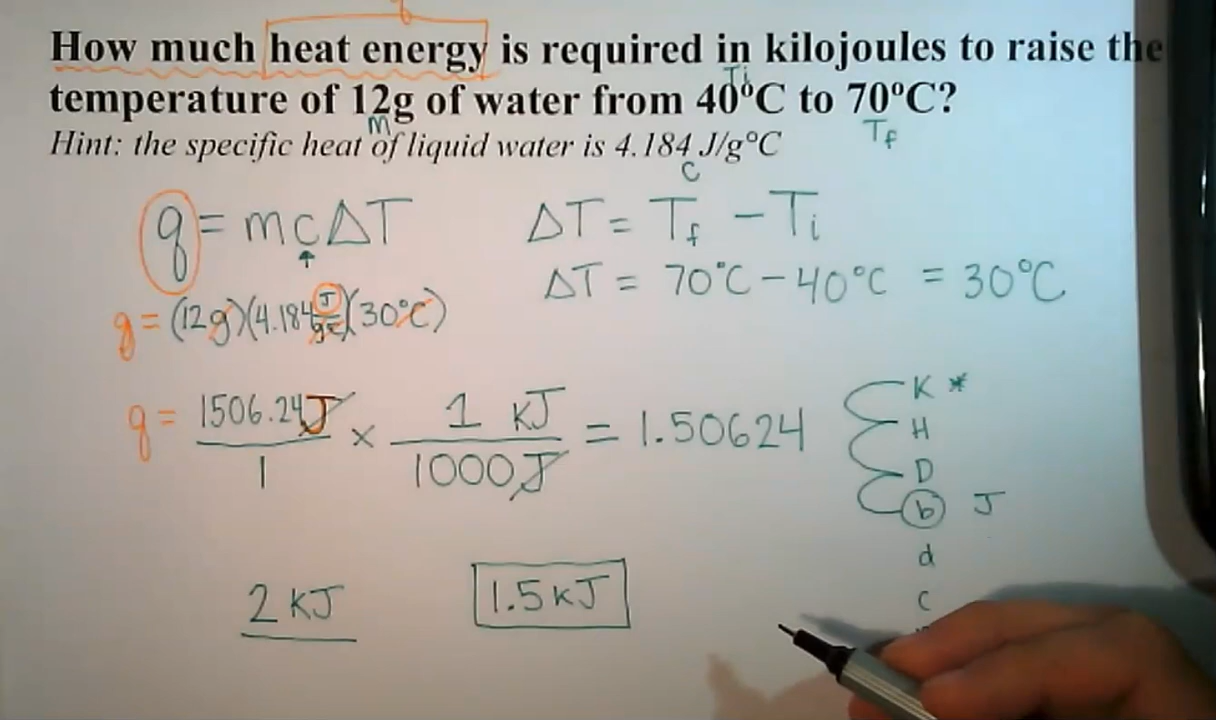 How much heat energy is required in kilojoules to raise the
Ti
temperature of 12g of water from 40°C to 70°C?
m
Tf
Hint: the specific heat of liquid water is 4.184 J/g°C
c
q = mcΔT
ΔT = Tf - Ti
ΔT = 70°C - 40°C = 30°C
q = (12g)(4.184 J/g°C)(30°C)
q = 1506.24J/1 x 1 kJ/1000J = 1.50624
K *
H
D
b J
d
c
2 kJ
1.5 kJ